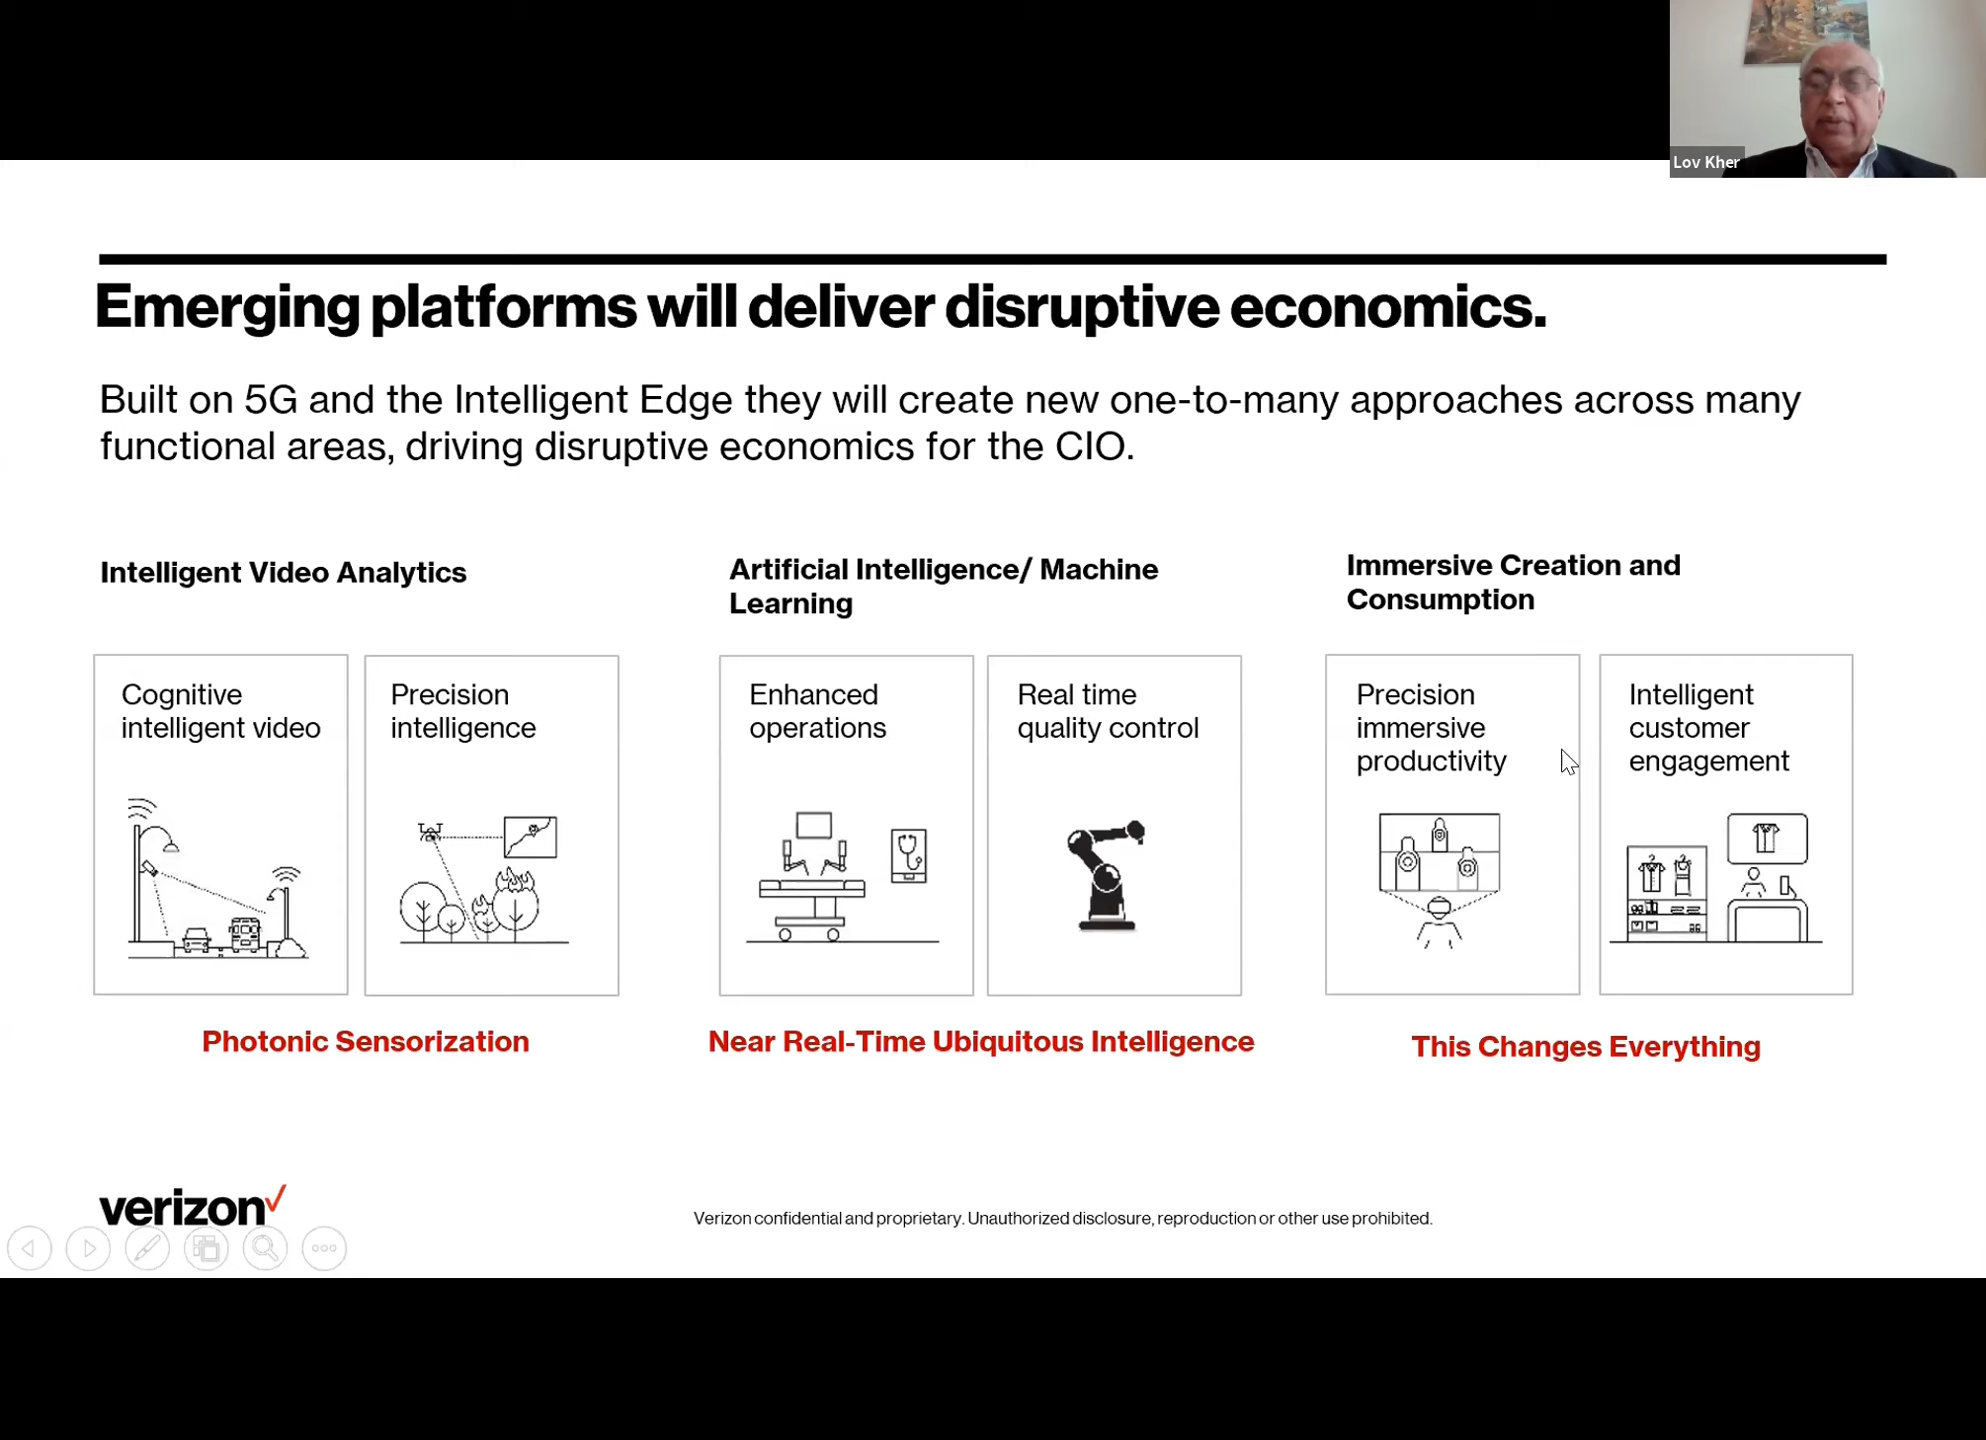 Lov Kher
Emerging platforms will deliver disruptive economics.
Built on 5G and the Intelligent Edge they will create new one-to-many approaches across many
functional areas, driving disruptive economics for the CIO.
Intelligent Video Analytics
Cognitive
intelligent video
Precision
intelligence
Photonic Sensorization
Artificial Intelligence/ Machine
Learning
Enhanced
operations
Real time
quality control
Near Real-Time Ubiquitous Intelligence
Immersive Creation and
Consumption
Precision
immersive
productivity
Intelligent
customer
engagement
This Changes Everything
verizon
Verizon confidential and proprietary. Unauthorized disclosure, reproduction or other use prohibited.